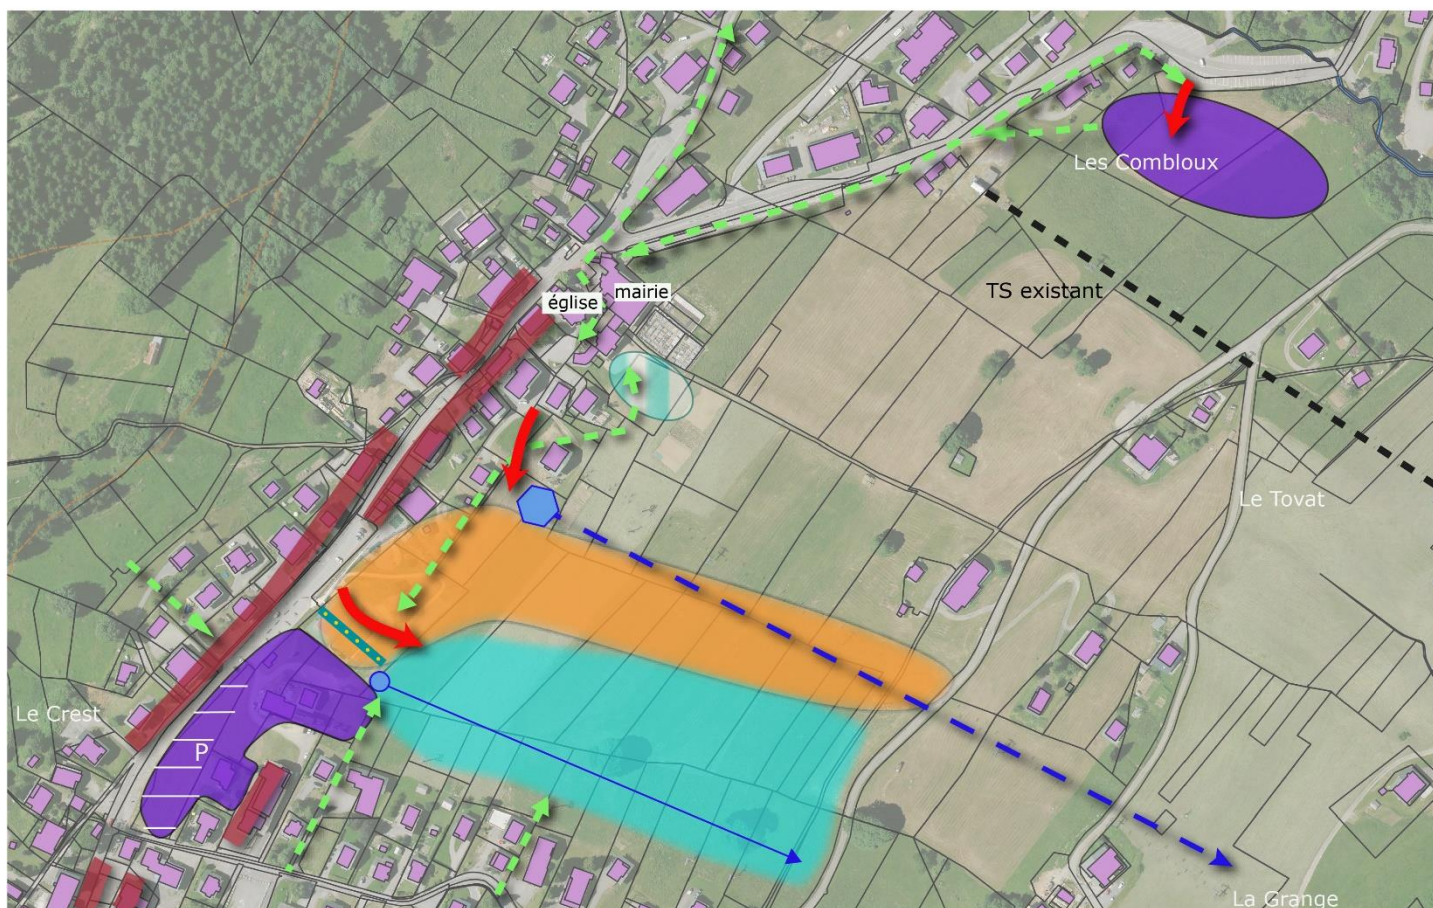 Les Combloux
TS existant
mairie
église
Le Tovat
Le Crest
P
La Grange